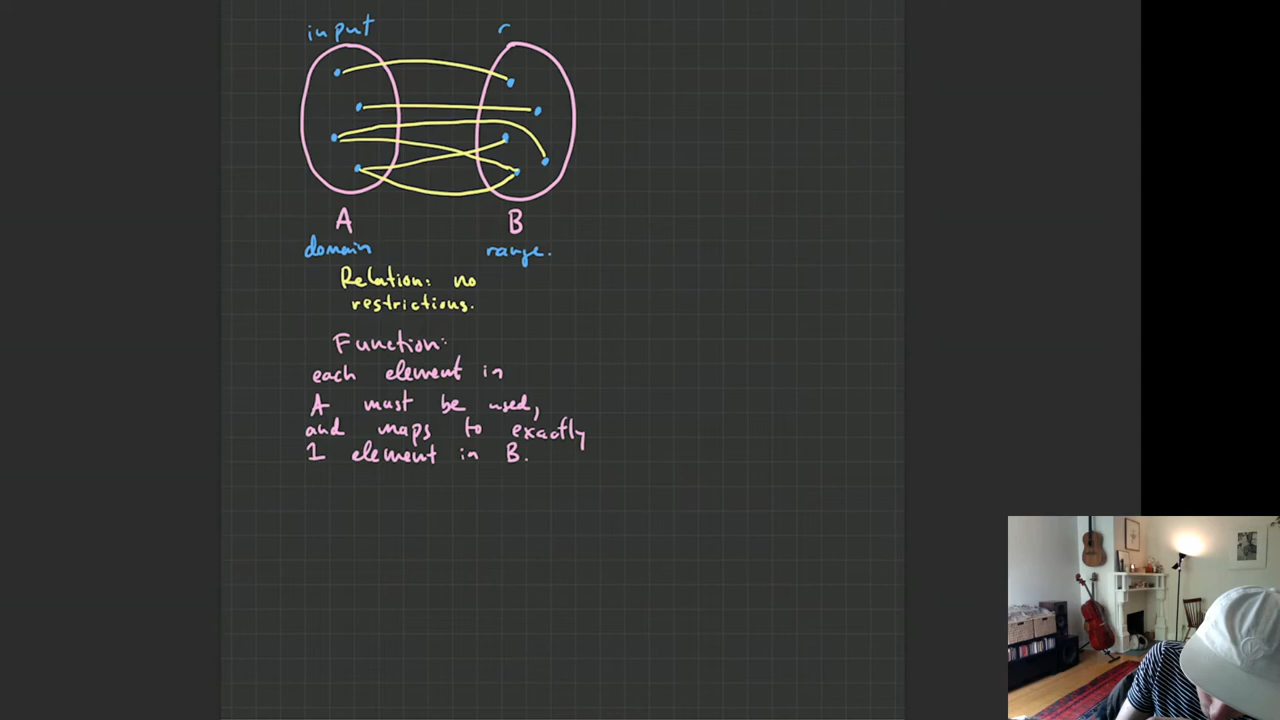 input
A
B
domain
range.
Relation: no
restrictions.
Function:
each element in
A must be used,
and maps to exactly
1 element in B.